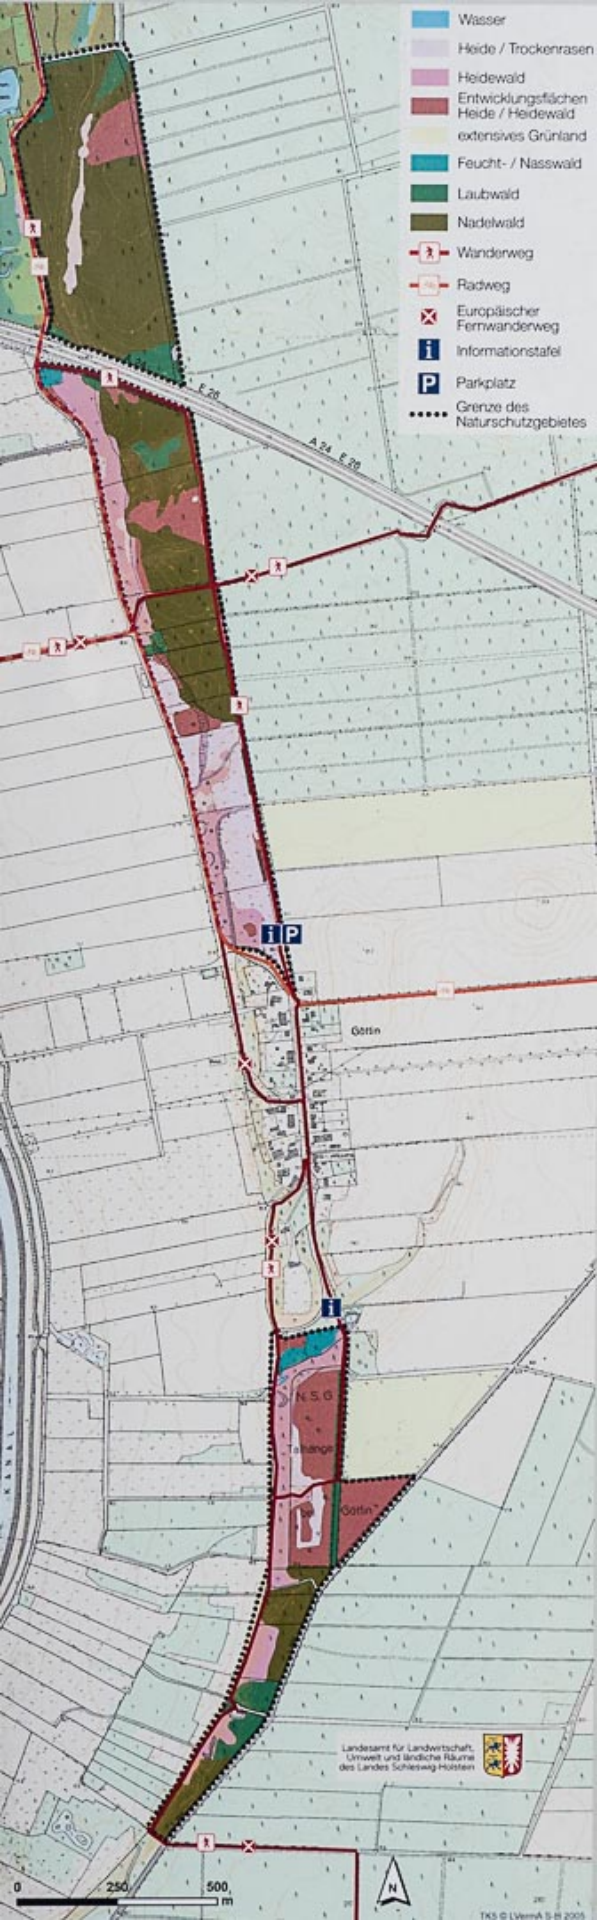 Wasser
Heide / Trockenrasen
Heidewald
Entwicklungsflächen
Heide / Heidewald
extensives Grünland
Feucht- / Nasswald
Laubwald
Nadelwald
Wanderweg
Radweg
Europäischer
Fernwanderweg
i Informationstafel
P Parkplatz
Grenze des
Naturschutzgebietes
E 26
A 24 E 26
i P
Göttin
i
N. S. G.
Talhänge
Göttin"
KANAL
Landesamt für Landwirtschaft,
Umwelt und ländliche Räume
des Landes Schleswig-Holstein
0 250 500
m
N
TK5 © LVermA S-H 2005